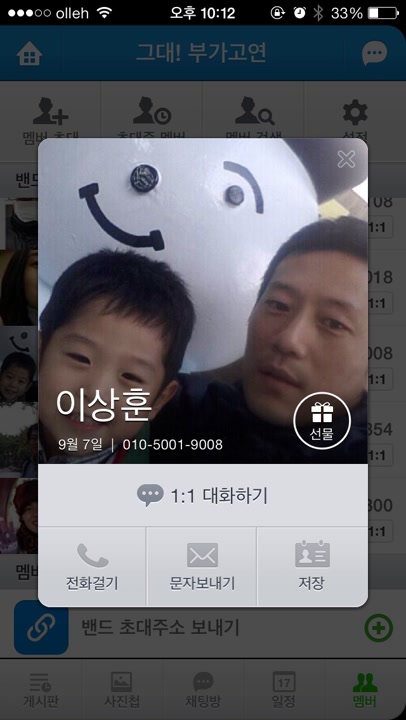 olleh 오후 10:12 33%
그대! 부가고연
멤버 초대
초대중 멤버
멤버 검색
설정
밴드
708
1:1
018
1:1
008
1:1
354
1:1
300
1:1
이상훈
9월 7일 | 010-5001-9008
선물
1:1 대화하기
전화걸기 문자보내기 저장
멤버
밴드 초대주소 보내기
17
게시판 사진첩 채팅방 일정 멤버